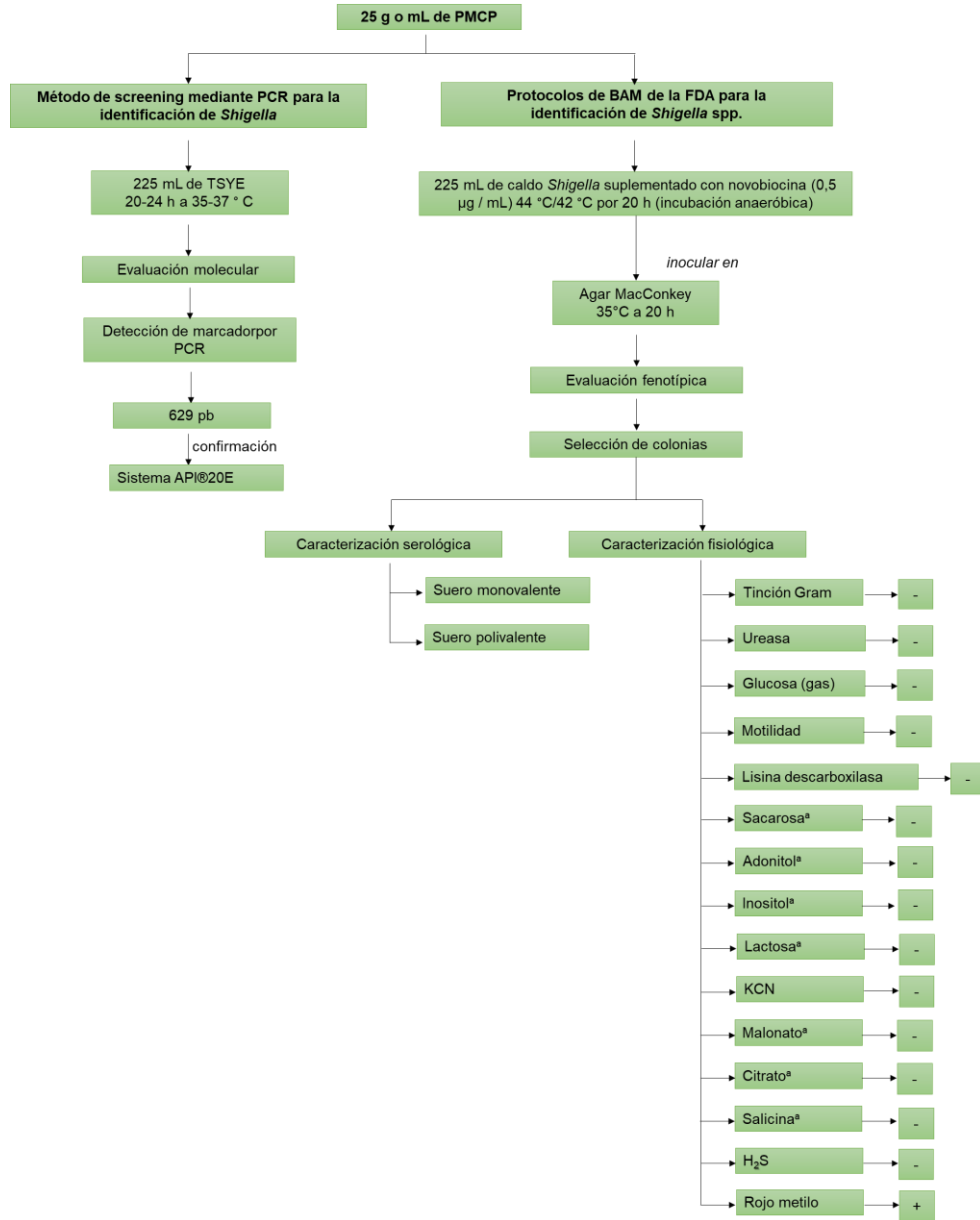 25 g o mL de PMCP
Método de screening mediante PCR para la
identificación de Shigella
225 mL de TSYE
20-24 h a 35-37 ° C
Evaluación molecular
Detección de marcadorpor
PCR
629 pb
confirmación
Sistema API®20E
Protocolos de BAM de la FDA para la
identificación de Shigella spp.
225 mL de caldo Shigella suplementado con novobiocina (0,5
µg / mL) 44 °C/42 °C por 20 h (incubación anaeróbica)
inocular en
Agar MacConkey
35°C a 20 h
Evaluación fenotípica
Selección de colonias
Caracterización serológica
Suero monovalente
Suero polivalente
Caracterización fisiológica
Tinción Gram -
Ureasa -
Glucosa (gas) -
Motilidad -
Lisina descarboxilasa -
Sacarosaª -
Adonitolª -
Inositolª -
Lactosaª -
KCN -
Malonatoª -
Citratoª -
Salicinaª -
H₂S -
Rojo metilo +